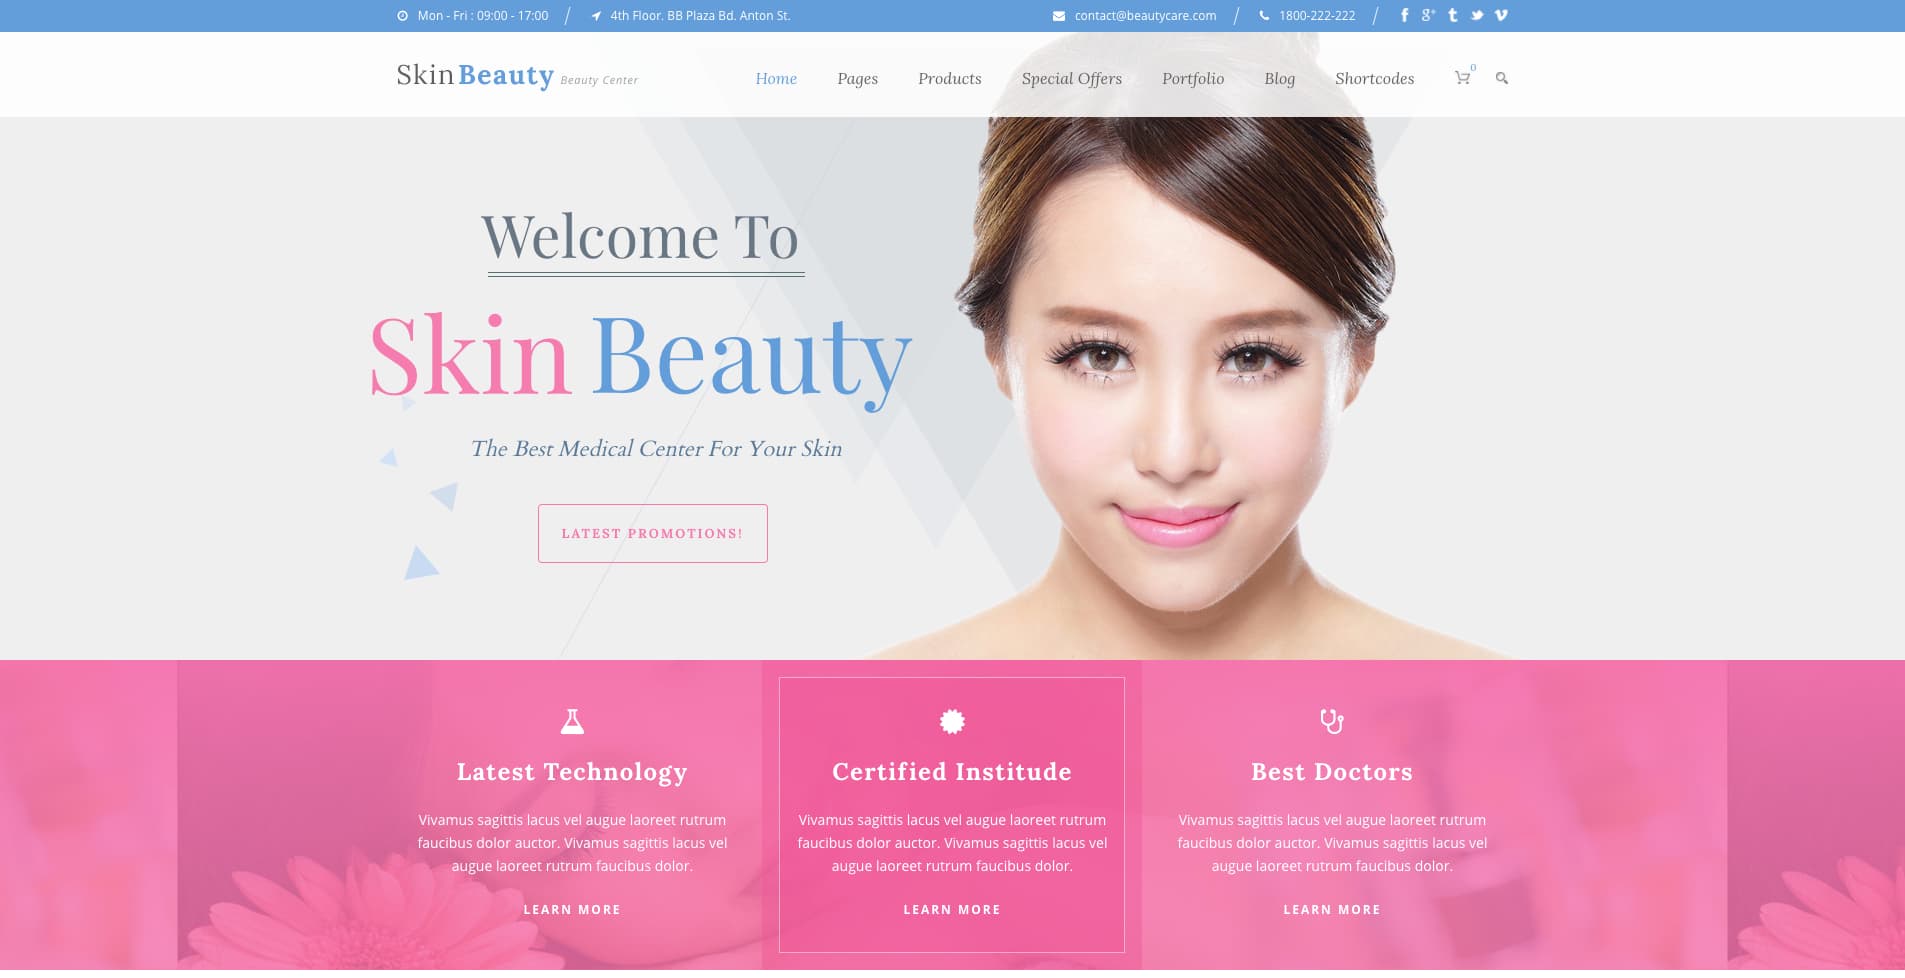 Mon - Fri : 09:00 - 17:00
4th Floor. BB Plaza Bd. Anton St.
contact@beautycare.com
1800-222-222
Skin Beauty Beauty Center
Home
Pages
Products
Special Offers
Portfolio
Blog
Shortcodes
0
Welcome To
Skin Beauty
The Best Medical Center For Your Skin
LATEST PROMOTIONS!
Latest Technology
Vivamus sagittis lacus vel augue laoreet rutrum
faucibus dolor auctor. Vivamus sagittis lacus vel
augue laoreet rutrum faucibus dolor.
LEARN MORE
Certified Institude
Vivamus sagittis lacus vel augue laoreet rutrum
faucibus dolor auctor. Vivamus sagittis lacus vel
augue laoreet rutrum faucibus dolor.
LEARN MORE
Best Doctors
Vivamus sagittis lacus vel augue laoreet rutrum
faucibus dolor auctor. Vivamus sagittis lacus vel
augue laoreet rutrum faucibus dolor.
LEARN MORE